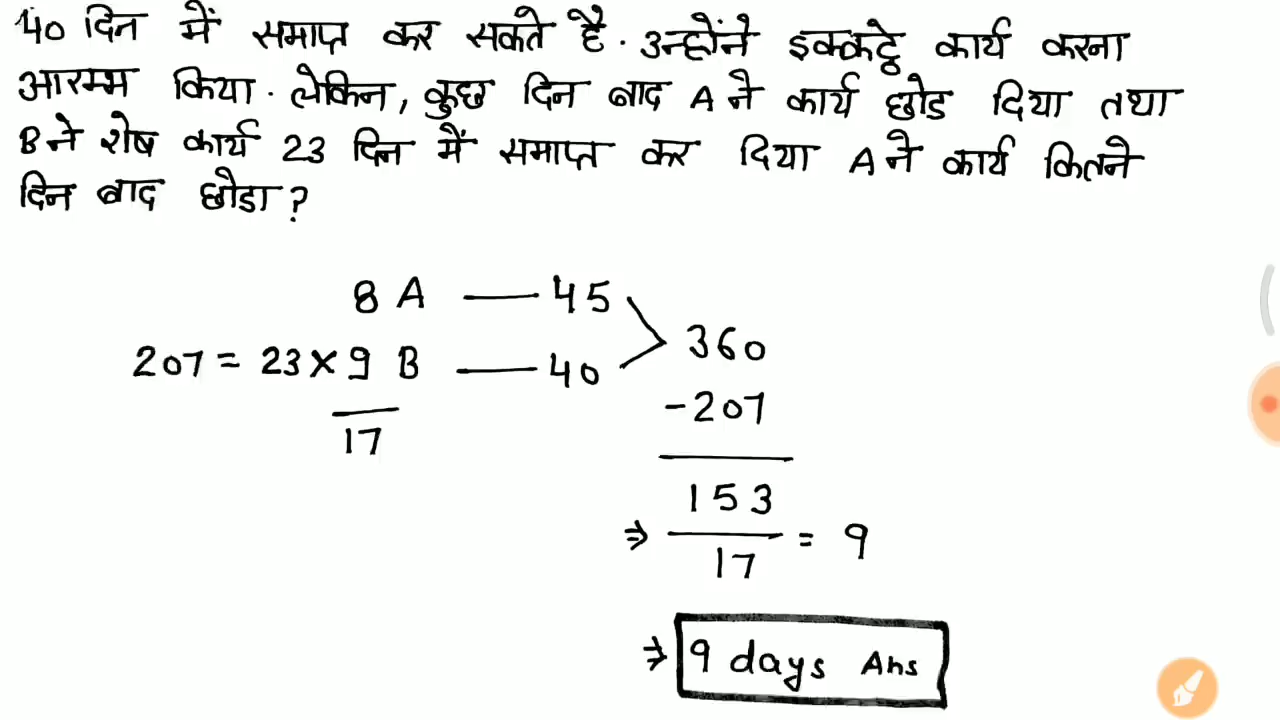 40 दिन में समाप्त कर सकते है. उन्होंने इक्कट्ठे कार्य करना
आरम्भ किया. लेकिन, कुछ दिन बाद A ने कार्य छोड दिया तथा
B ने शेष कार्य 23 दिन में समाप्त कर दिया A ने कार्य कितने
दिन बाद छोडा?
8 A — 45
360
207 = 23 × 9 B — 40
17
- 207
153
⇒ — = 9
17
⇒ 9 days Ans